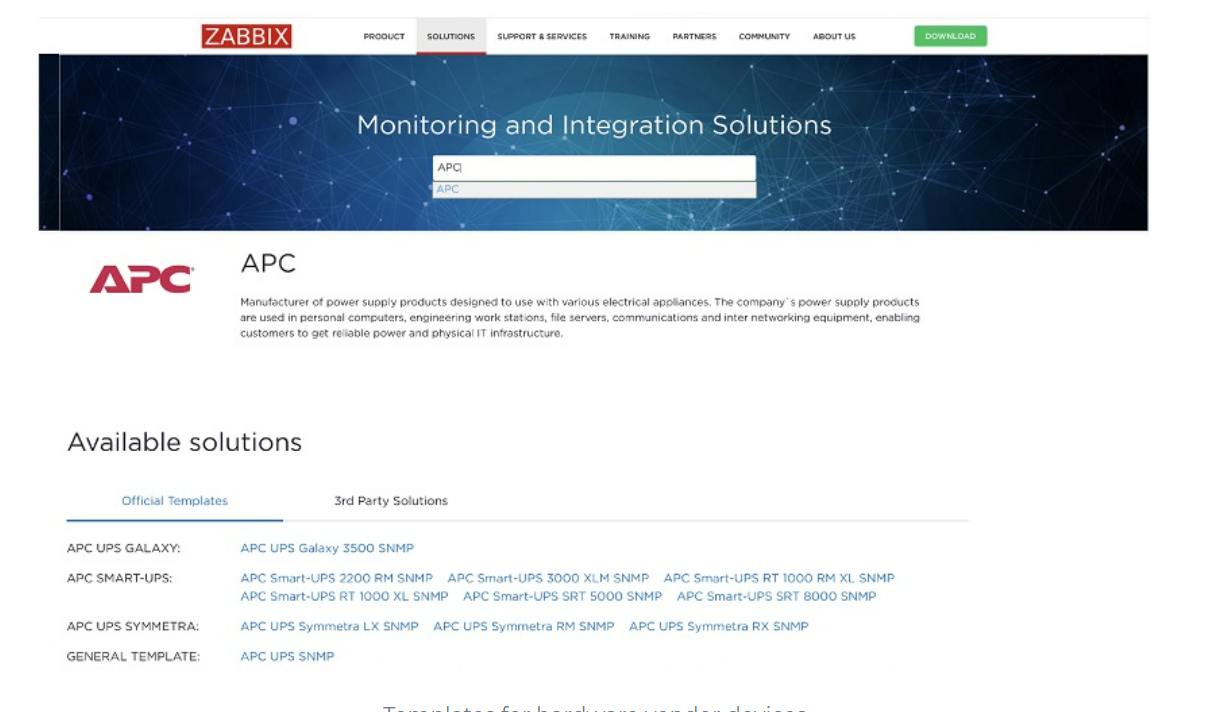 ZABBIX PRODUCT SOLUTIONS SUPPORT & SERVICES TRAINING PARTNERS COMMUNITY ABOUT US DOWNLOAD
Monitoring and Integration Solutions
APC
APC
APC
APC
Manufacturer of power supply products designed to use with various electrical appliances. The company`s power supply products
are used in personal computers, engineering work stations, file servers, communications and inter networking equipment, enabling
customers to get reliable power and physical IT infrastructure.
Available solutions
Official Templates 3rd Party Solutions
APC UPS GALAXY: APC UPS Galaxy 3500 SNMP
APC SMART-UPS: APC Smart-UPS 2200 RM SNMP APC Smart-UPS 3000 XLM SNMP APC Smart-UPS RT 1000 RM XL SNMP
APC Smart-UPS RT 1000 XL SNMP APC Smart-UPS SRT 5000 SNMP APC Smart-UPS SRT 8000 SNMP
APC UPS SYMMETRA: APC UPS Symmetra LX SNMP APC UPS Symmetra RM SNMP APC UPS Symmetra RX SNMP
GENERAL TEMPLATE: APC UPS SNMP
Templates for hardware vendor devices